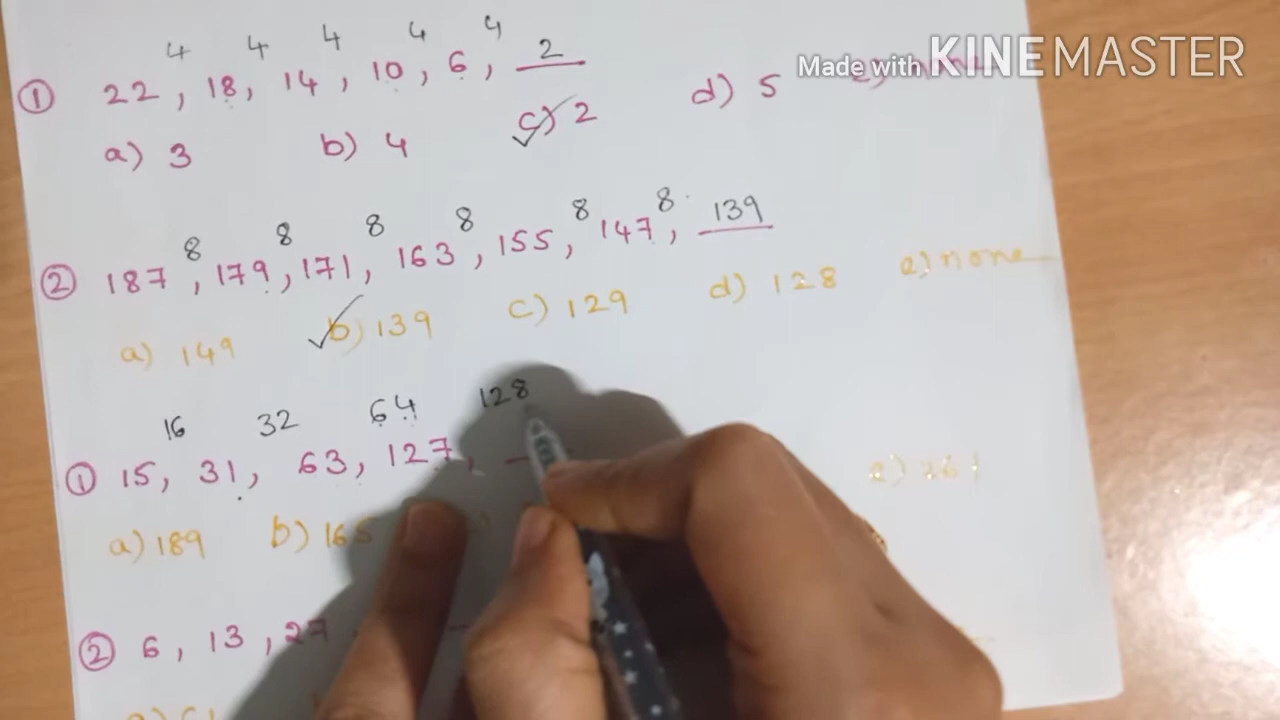 Made with KINEMASTER
4 4 4 4 4
① 22, 18, 14, 10, 6, 2
a) 3 b) 4 c) 2 d) 5
8 8 8 8 8 8
② 187, 179, 171, 163, 155, 147, 139
a) 149 b) 139 c) 129 d) 128 e) none
16 32 64 128
① 15, 31, 63, 127,
a) 189 b) 165 e) 261
② 6, 13, 27